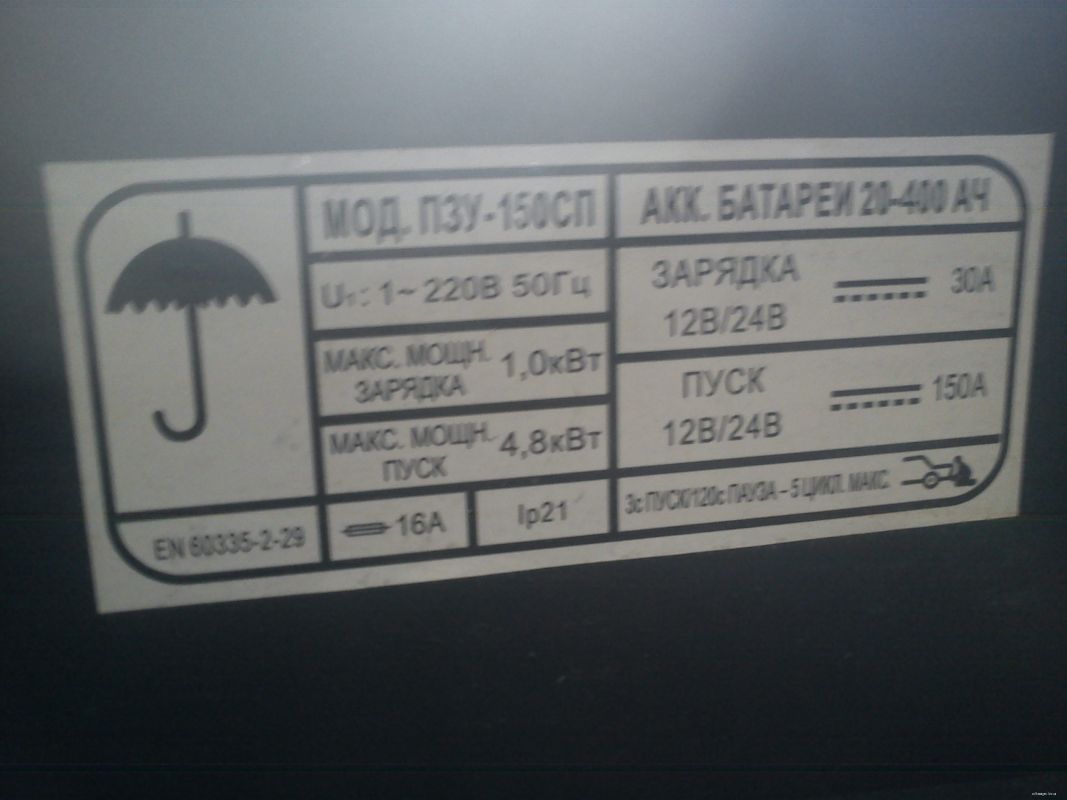 МОД. ПЗУ-150СП
U₁: 1~ 220В 50Гц
МАКС. МОЩН.
ЗАРЯДКА
1,0кВт
МАКС. МОЩН.
ПУСК
4,8кВт
16А
Iр21
EN 60335-2-29
АКК. БАТАРЕИ 20-400 АЧ
ЗАРЯДКА
12В/24В
30А
ПУСК
12В/24В
150А
3с ПУСК/120с ПАУЗА – 5 ЦИКЛ. МАКС